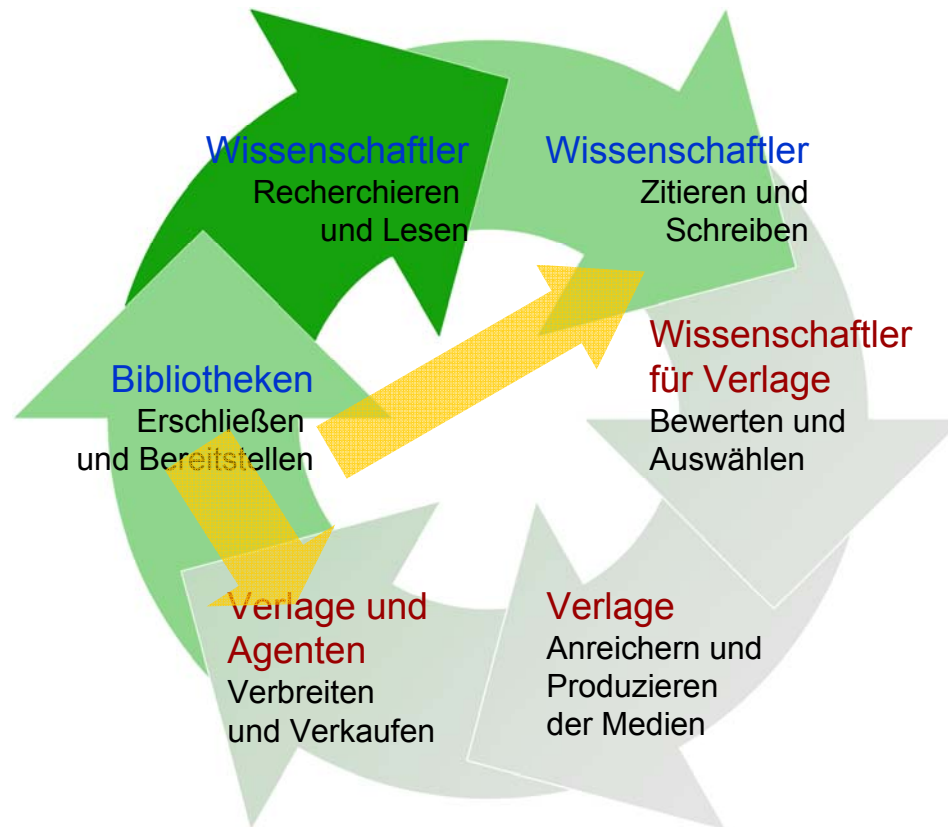 Wissenschaftler
Recherchieren
und Lesen
Wissenschaftler
Zitieren und
Schreiben
Wissenschaftler
für Verlage
Bewerten und
Auswählen
Bibliotheken
Erschließen
und Bereitstellen
Verlage und
Agenten
Verbreiten
und Verkaufen
Verlage
Anreichern und
Produzieren
der Medien